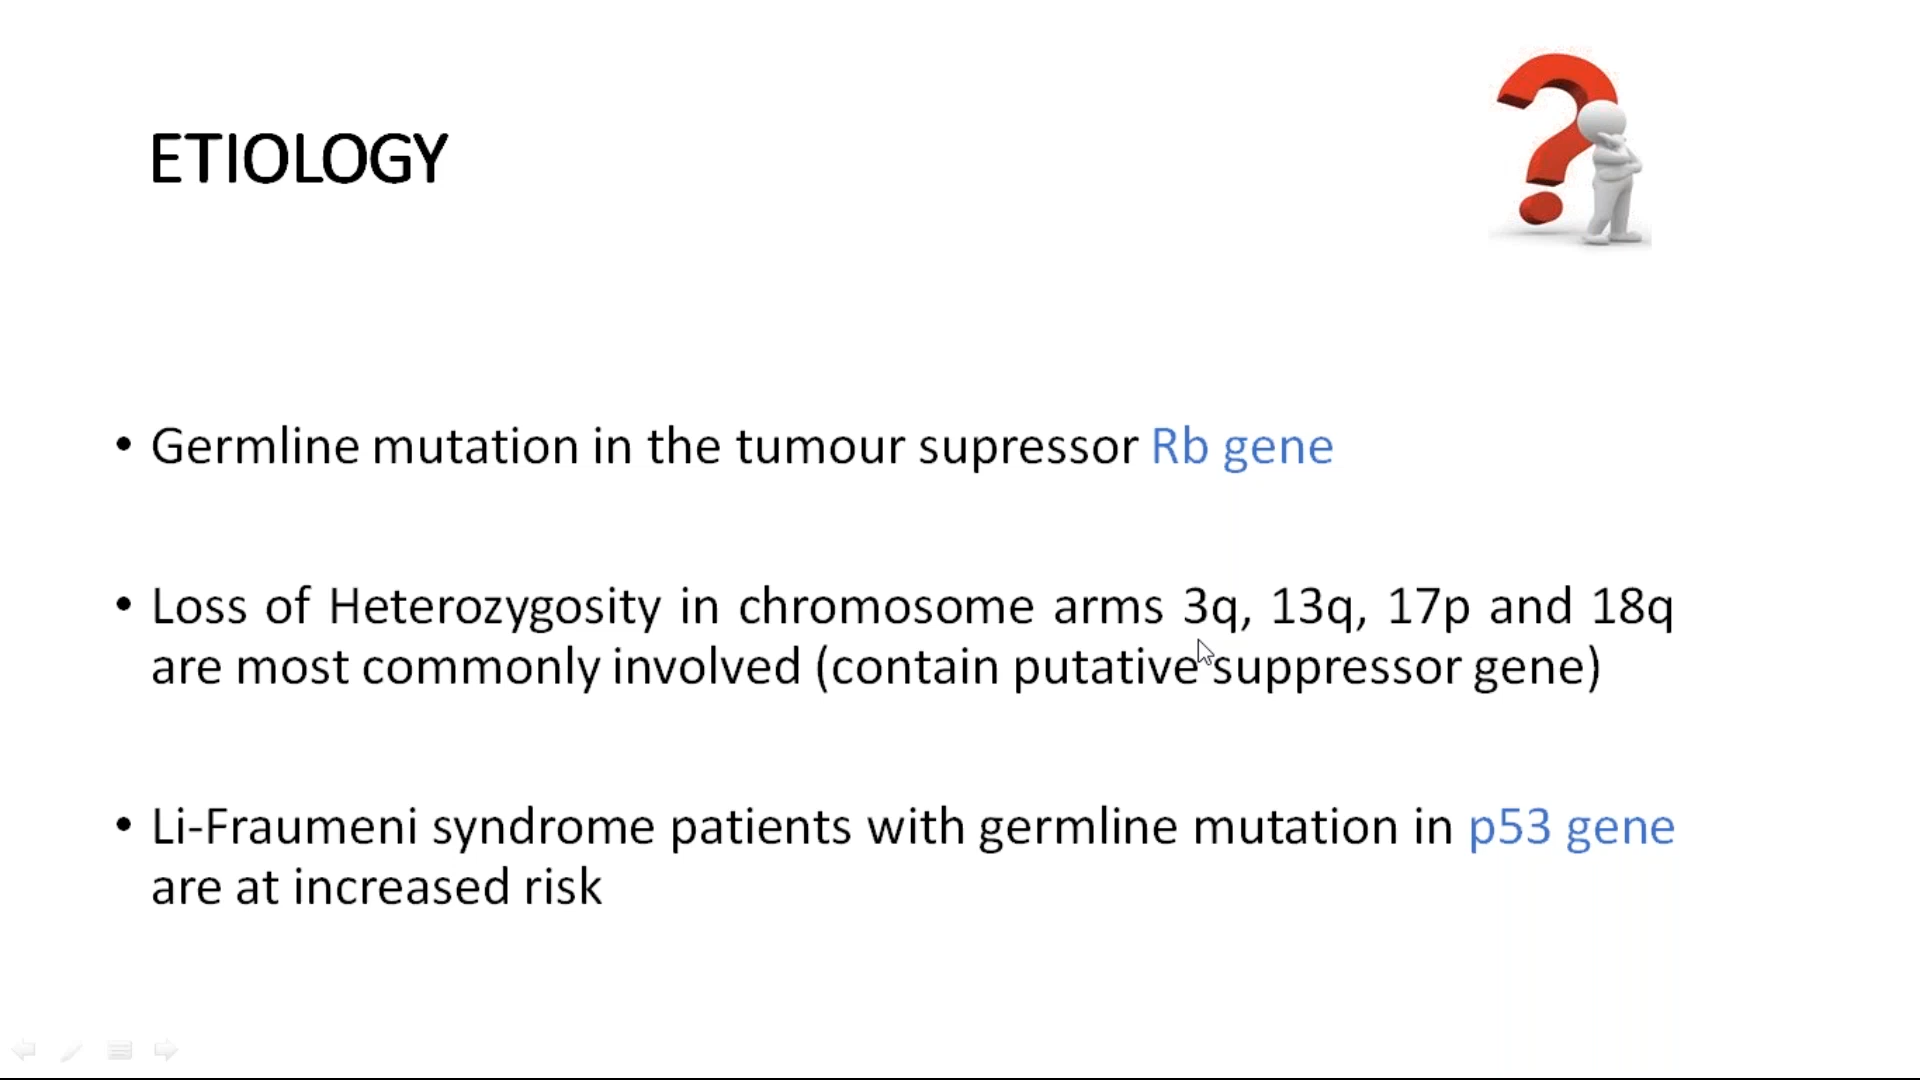 ETIOLOGY
• Germline mutation in the tumour supressor Rb gene
• Loss of Heterozygosity in chromosome arms 3q, 13q, 17p and 18q
are most commonly involved (contain putative suppressor gene)
• Li-Fraumeni syndrome patients with germline mutation in p53 gene
are at increased risk